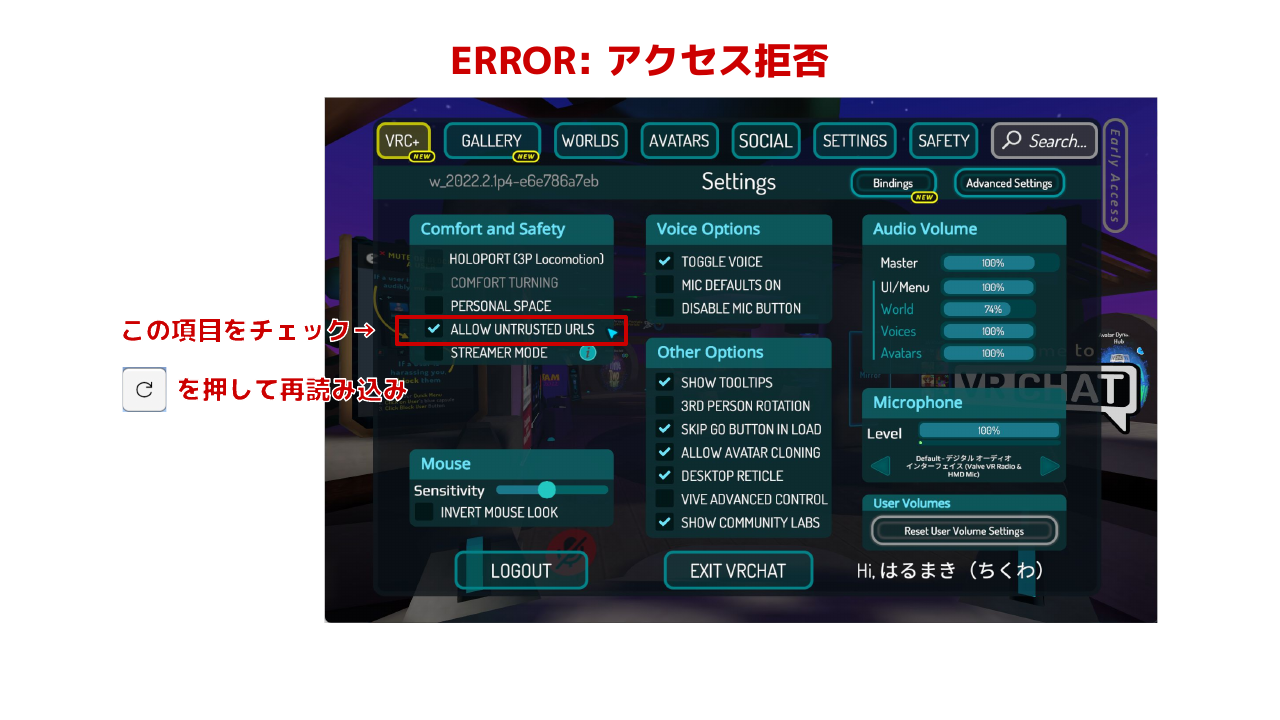 ERROR: アクセス拒否
VRC+
NEW
GALLERY
NEW
WORLDS
AVATARS
SOCIAL
SETTINGS
SAFETY
Search...
Early Access
w_2022.2.1p4-e6e786a7eb
Settings
Bindings
NEW
Advanced Settings
Comfort and Safety
HOLOPORT (3P Locomotion)
COMFORT TURNING
PERSONAL SPACE
この項目をチェック→
ALLOW UNTRUSTED URLS
STREAMER MODE
を押して再読み込み
Mouse
Sensitivity
INVERT MOUSE LOOK
LOGOUT
Voice Options
TOGGLE VOICE
MIC DEFAULTS ON
DISABLE MIC BUTTON
Other Options
SHOW TOOLTIPS
3RD PERSON ROTATION
SKIP GO BUTTON IN LOAD
ALLOW AVATAR CLONING
DESKTOP RETICLE
VIVE ADVANCED CONTROL
SHOW COMMUNITY LABS
EXIT VRCHAT
Audio Volume
Master 100%
UI/Menu 100%
World 74%
Voices 100%
Avatars 100%
VRCHAT
Microphone
Level 100%
Default - デジタル オーディオ
インターフェイス (Valve VR Radio &
HMD Mic)
User Volumes
Reset User Volume Settings
Hi, はるまき（ちくわ）